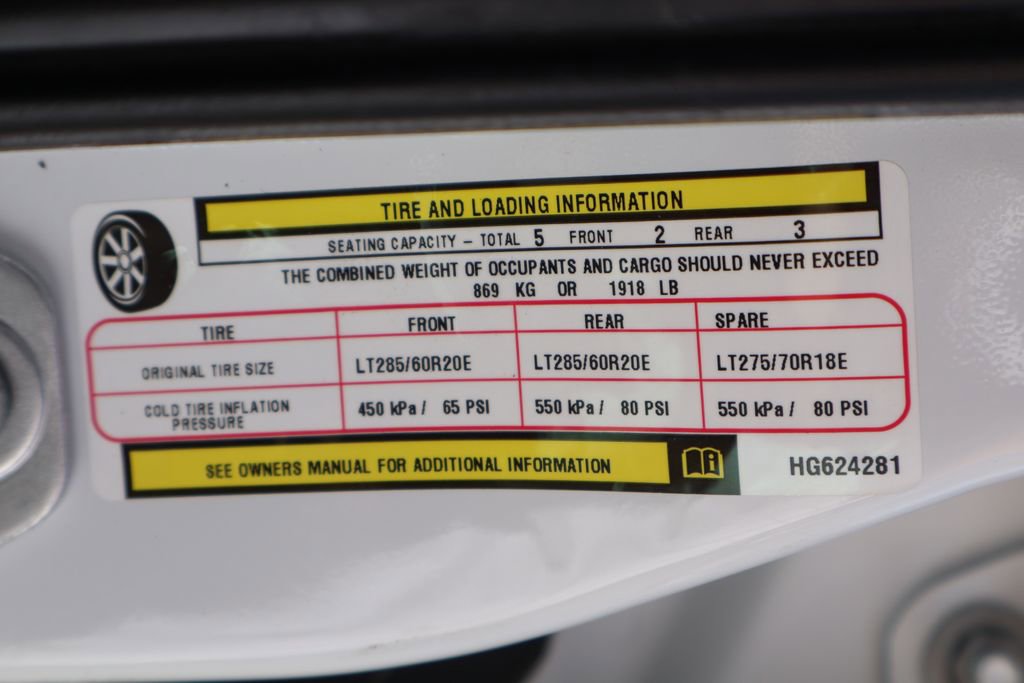 TIRE AND LOADING INFORMATION
SEATING CAPACITY – TOTAL 5 FRONT 2 REAR 3
THE COMBINED WEIGHT OF OCCUPANTS AND CARGO SHOULD NEVER EXCEED
869 KG OR 1918 LB
TIRE FRONT REAR SPARE
ORIGINAL TIRE SIZE LT285/60R20E LT285/60R20E LT275/70R18E
COLD TIRE INFLATION PRESSURE 450 kPa / 65 PSI 550 kPa / 80 PSI 550 kPa / 80 PSI
SEE OWNERS MANUAL FOR ADDITIONAL INFORMATION HG624281